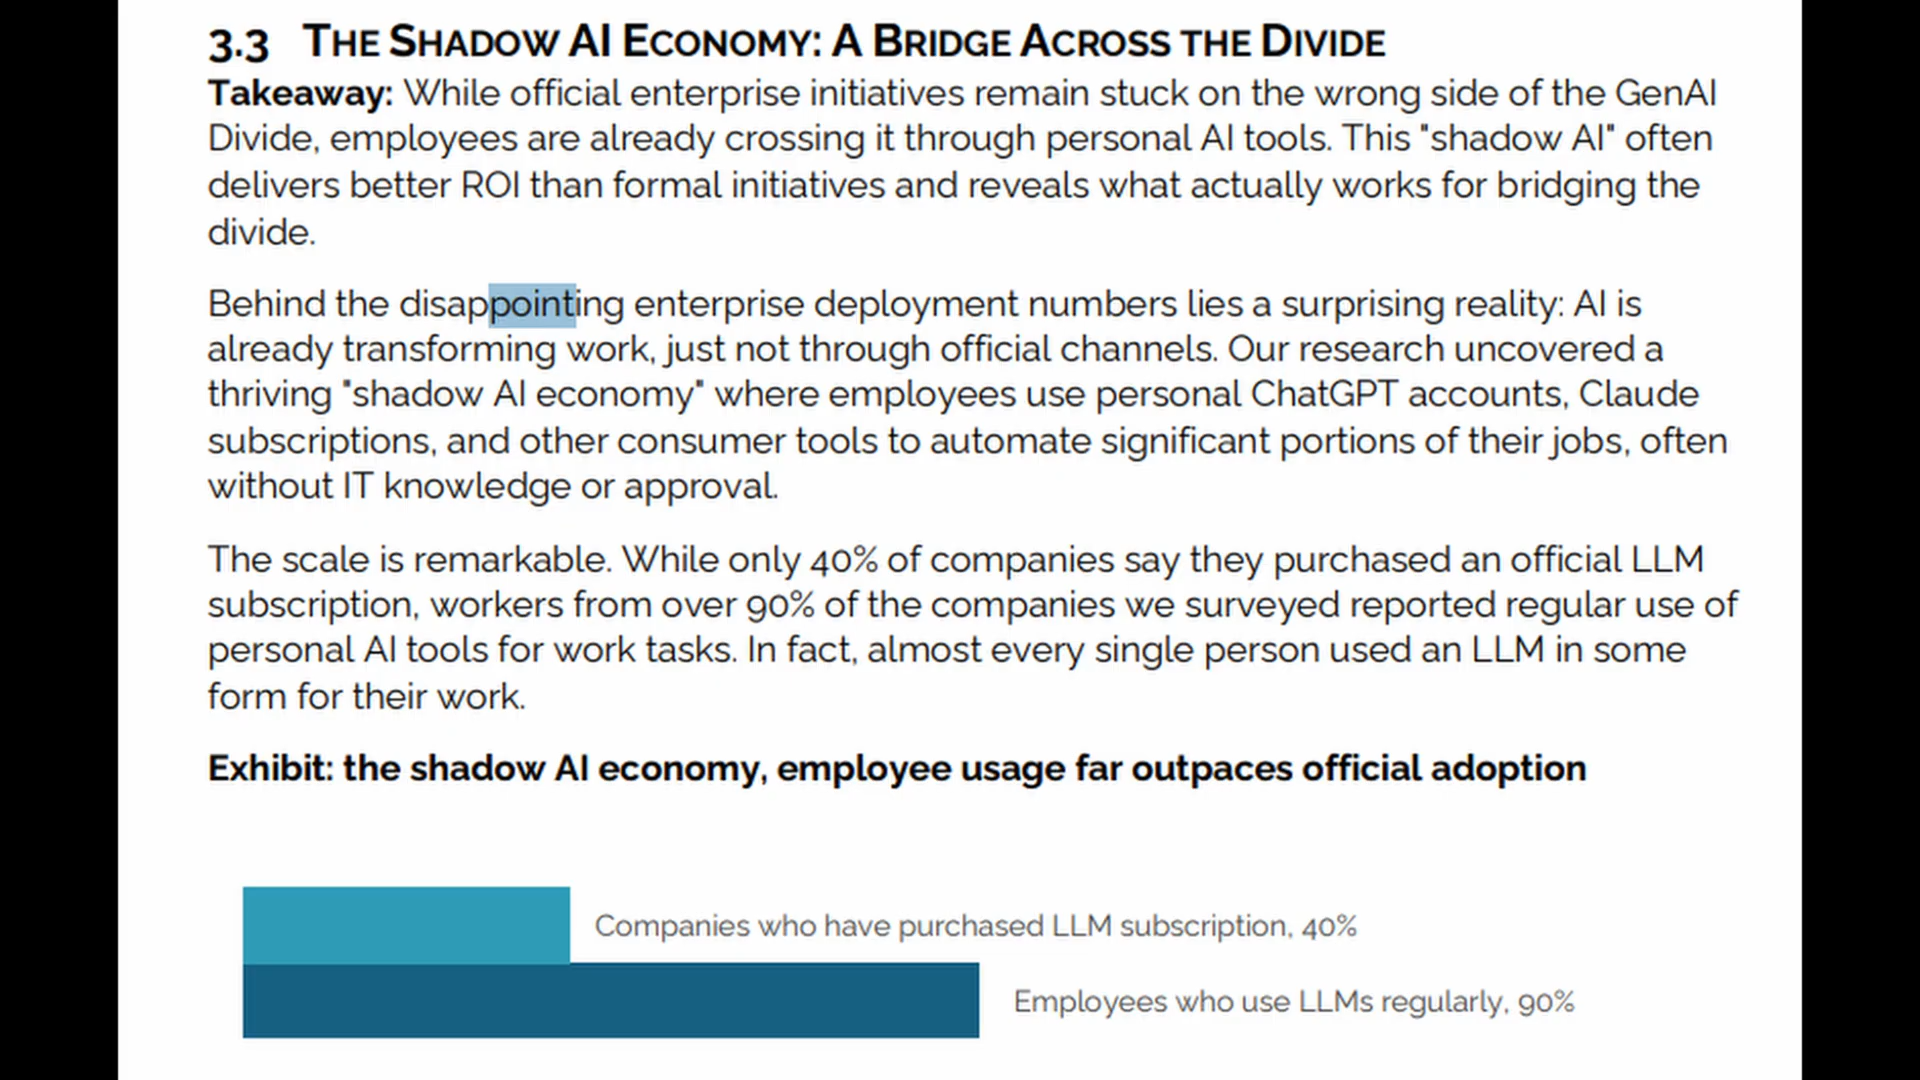 3.3 THE SHADOW AI ECONOMY: A BRIDGE ACROSS THE DIVIDE
Takeaway: While official enterprise initiatives remain stuck on the wrong side of the GenAI
Divide, employees are already crossing it through personal AI tools. This "shadow AI" often
delivers better ROI than formal initiatives and reveals what actually works for bridging the
divide.
Behind the disappointing enterprise deployment numbers lies a surprising reality: AI is
already transforming work, just not through official channels. Our research uncovered a
thriving "shadow AI economy" where employees use personal ChatGPT accounts, Claude
subscriptions, and other consumer tools to automate significant portions of their jobs, often
without IT knowledge or approval.
The scale is remarkable. While only 40% of companies say they purchased an official LLM
subscription, workers from over 90% of the companies we surveyed reported regular use of
personal AI tools for work tasks. In fact, almost every single person used an LLM in some
form for their work.
Exhibit: the shadow AI economy, employee usage far outpaces official adoption
Companies who have purchased LLM subscription, 40%
Employees who use LLMs regularly, 90%